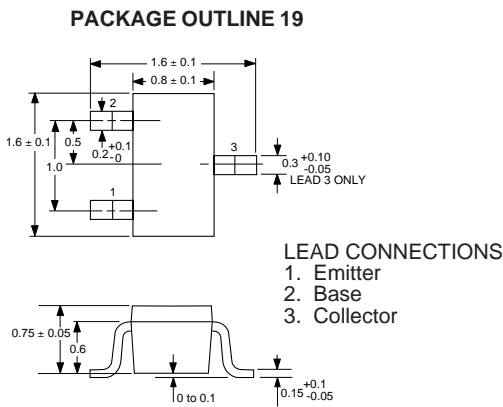 PACKAGE OUTLINE 19
1.6 ± 0.1
0.8 ± 0.1
2
1.6 ± 0.1
1.0
0.5
0.2 +0.1 -0
3
0.3 +0.10 -0.05
LEAD 3 ONLY
1
LEAD CONNECTIONS
1. Emitter
2. Base
3. Collector
0.75 ± 0.05
0.6
0 to 0.1
0.15 +0.1 -0.05